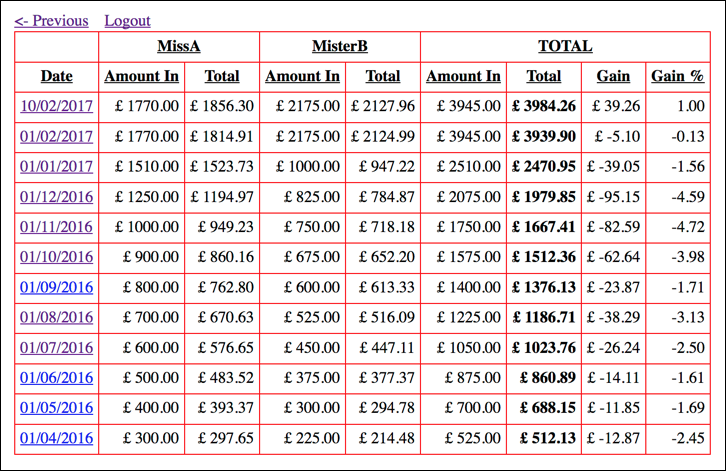 <- Previous Logout
MissA MisterB TOTAL
Date Amount In Total Amount In Total Amount In Total Gain Gain %
10/02/2017 £ 1770.00 £ 1856.30 £ 2175.00 £ 2127.96 £ 3945.00 £ 3984.26 £ 39.26 1.00
01/02/2017 £ 1770.00 £ 1814.91 £ 2175.00 £ 2124.99 £ 3945.00 £ 3939.90 £ -5.10 -0.13
01/01/2017 £ 1510.00 £ 1523.73 £ 1000.00 £ 947.22 £ 2510.00 £ 2470.95 £ -39.05 -1.56
01/12/2016 £ 1250.00 £ 1194.97 £ 825.00 £ 784.87 £ 2075.00 £ 1979.85 £ -95.15 -4.59
01/11/2016 £ 1000.00 £ 949.23 £ 750.00 £ 718.18 £ 1750.00 £ 1667.41 £ -82.59 -4.72
01/10/2016 £ 900.00 £ 860.16 £ 675.00 £ 652.20 £ 1575.00 £ 1512.36 £ -62.64 -3.98
01/09/2016 £ 800.00 £ 762.80 £ 600.00 £ 613.33 £ 1400.00 £ 1376.13 £ -23.87 -1.71
01/08/2016 £ 700.00 £ 670.63 £ 525.00 £ 516.09 £ 1225.00 £ 1186.71 £ -38.29 -3.13
01/07/2016 £ 600.00 £ 576.65 £ 450.00 £ 447.11 £ 1050.00 £ 1023.76 £ -26.24 -2.50
01/06/2016 £ 500.00 £ 483.52 £ 375.00 £ 377.37 £ 875.00 £ 860.89 £ -14.11 -1.61
01/05/2016 £ 400.00 £ 393.37 £ 300.00 £ 294.78 £ 700.00 £ 688.15 £ -11.85 -1.69
01/04/2016 £ 300.00 £ 297.65 £ 225.00 £ 214.48 £ 525.00 £ 512.13 £ -12.87 -2.45